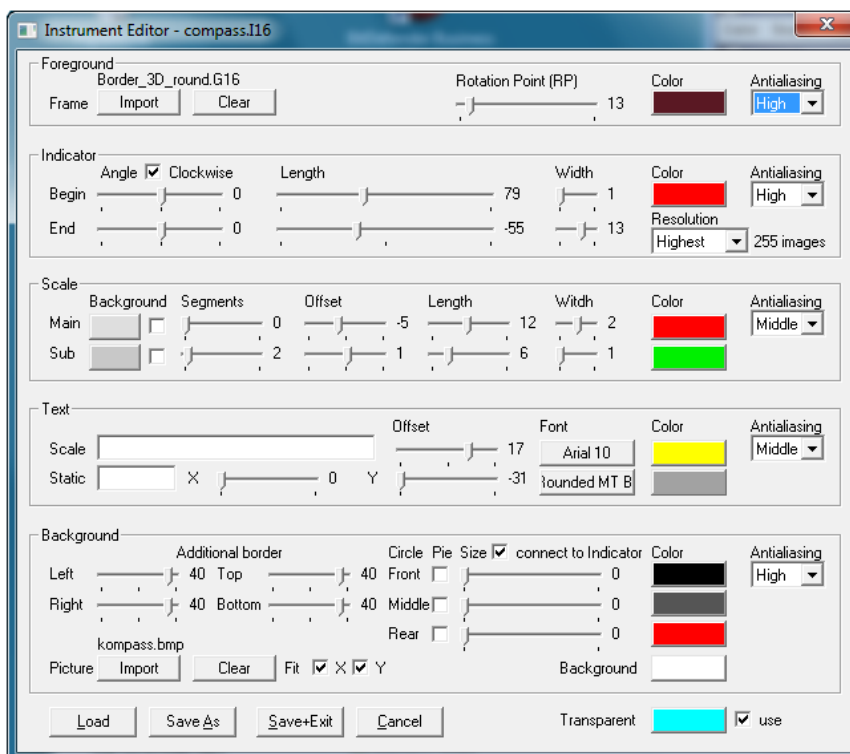 Instrument Editor - compass.I16
Foreground
Border_3D_round.G16 Rotation Point (RP) Color Antialiasing
Frame Import Clear 13 High
Indicator
Angle Clockwise Length Width Color Antialiasing
Begin 0 79 1 High
Resolution
End 0 -55 13 Highest 255 images
Scale
Background Segments Offset Length Witdh Color Antialiasing
Main 0 -5 12 2 Middle
Sub 2 1 6 1
Text
Offset Font Color Antialiasing
Scale 17 Arial 10 Middle
Static X 0 Y -31 Rounded MT B
Background
Additional border Circle Pie Size connect to Indicator Color Antialiasing
Left 40 Top 40 Front 0 High
Right 40 Bottom 40 Middle 0
Rear 0
kompass.bmp
Picture Import Clear Fit X Y Background
Load Save As Save+Exit Cancel Transparent use